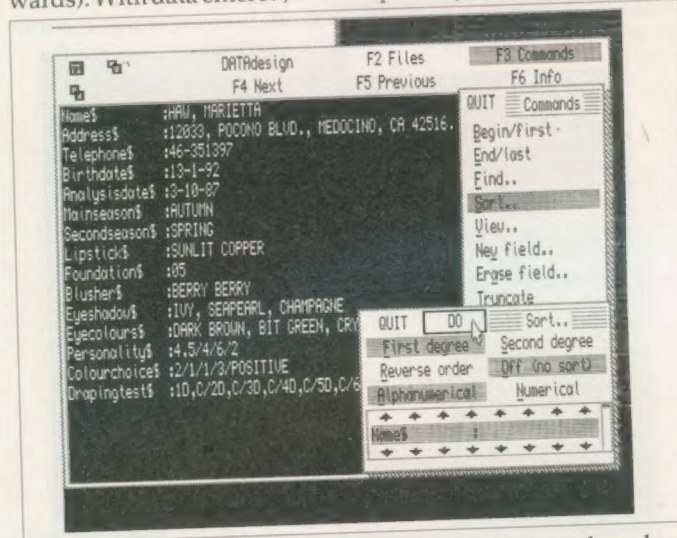 wards). With data
DATAdesign F2 Files F3 Commands
F4 Next F5 Previous F6 Info
Name$ :HAW, MARIETTA
Address$ :12033, POCONO BLVD., MEDOCINO, CA 42516.
Telephone$ :46-351397
Birthdate$ :13-1-92
Analysisdate$ :3-10-87
Mainseason$ :AUTUMN
Secondseason$ :SPRING
Lipstick$ :SUNLIT COPPER
Foundation$ :05
Blusher$ :BERRY BERRY
Eyeshadow$ :IVY, SEAPEARL, CHAMPAGNE
Eyecolours$ :DARK BROWN, BIT GREEN, CRY
Personality$ :4.5/4/6/2
Colourchoice$ :2/1/1/3/POSITIVE
Drapingtest$ :1D,C/2D,C/3D,C/4D,C/5D,C/6
QUIT Commands
Begin/first
End/last
Find..
Sort..
View..
New field..
Erase field..
Truncate
QUIT DO Sort..
First degree Second degree
Reverse order Off (no sort)
Alphanumerical Numerical
Name$ :